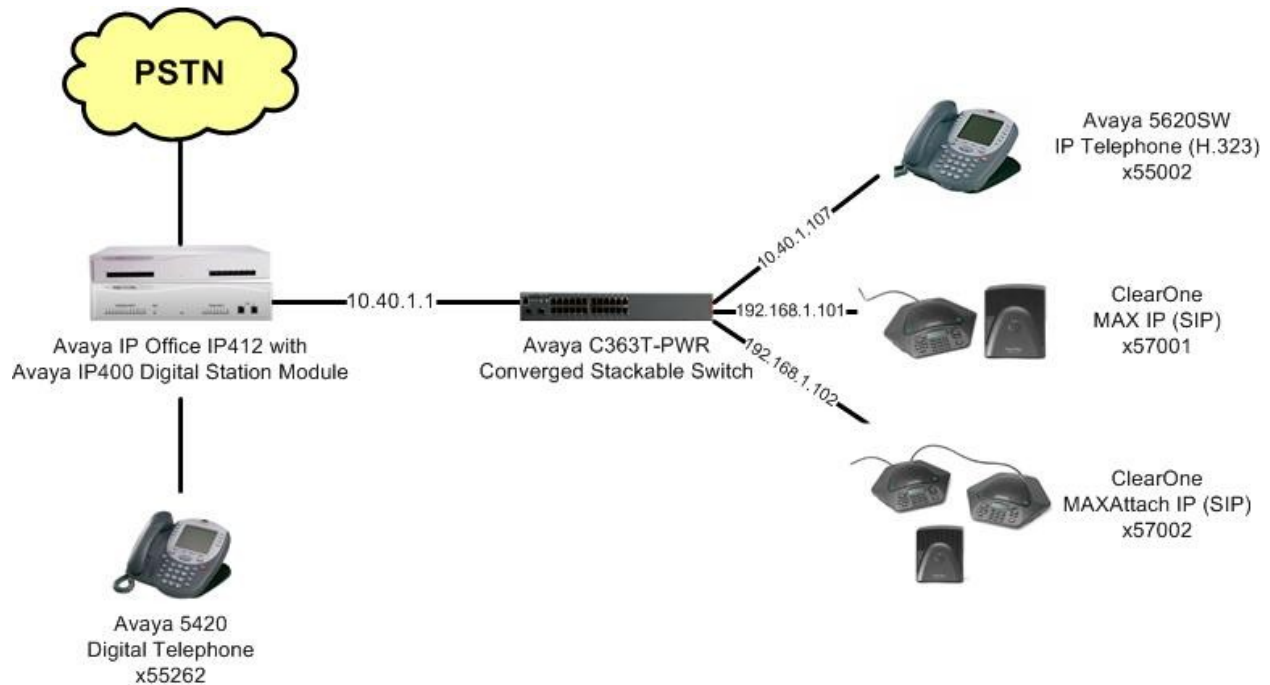 PSTN
Avaya 5620SW
IP Telephone (H.323)
x55002
10.40.1.107
10.40.1.1
192.168.1.101
ClearOne
MAX IP (SIP)
x57001
Avaya IP Office IP412 with
Avaya IP400 Digital Station Module
Avaya C363T-PWR
Converged Stackable Switch
192.168.1.102
ClearOne
MAXAttach IP (SIP)
x57002
Avaya 5420
Digital Telephone
x55262